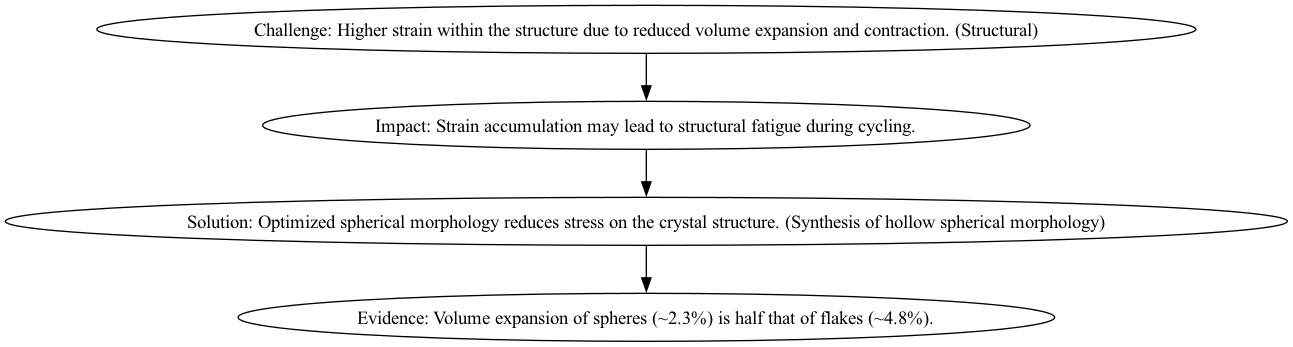 Challenge: Higher strain within the structure due to reduced volume expansion and contraction. (Structural)
Impact: Strain accumulation may lead to structural fatigue during cycling.
Solution: Optimized spherical morphology reduces stress on the crystal structure. (Synthesis of hollow spherical morphology)
Evidence: Volume expansion of spheres (~2.3%) is half that of flakes (~4.8%).